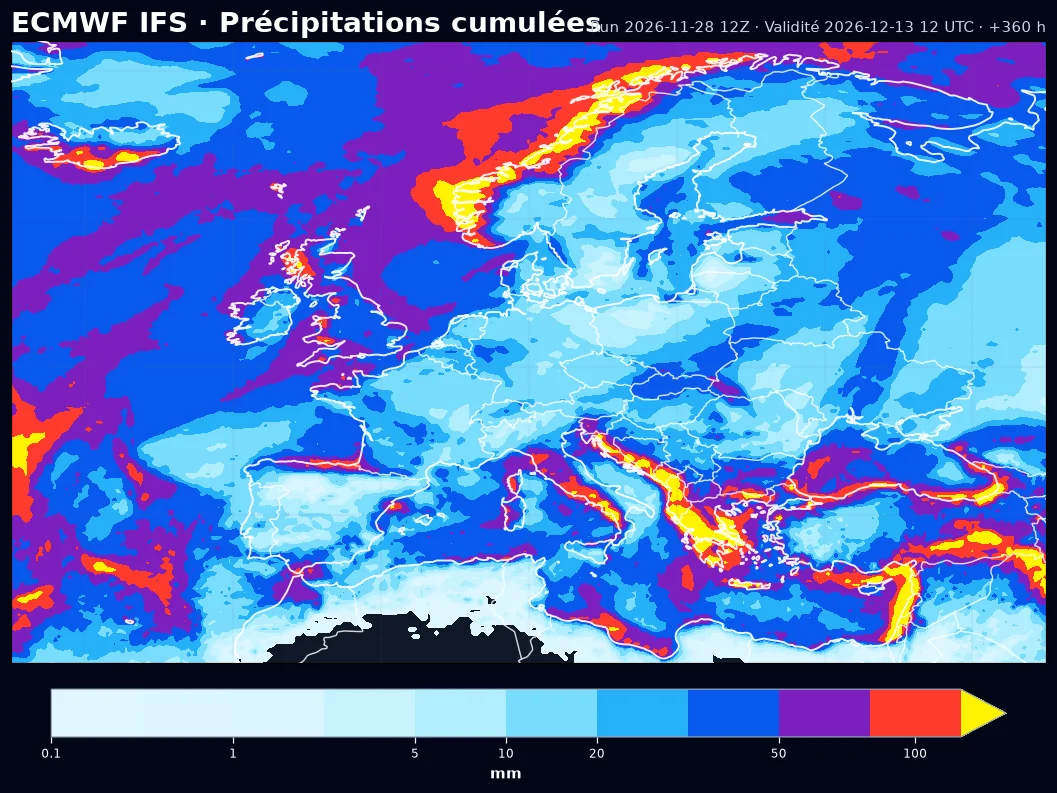 ECMWF IFS · Précipitations cumulées
Run 2026-11-28 12Z · Validité 2026-12-13 12 UTC · +360 h
0.1 1 5 10 20 50 100
mm